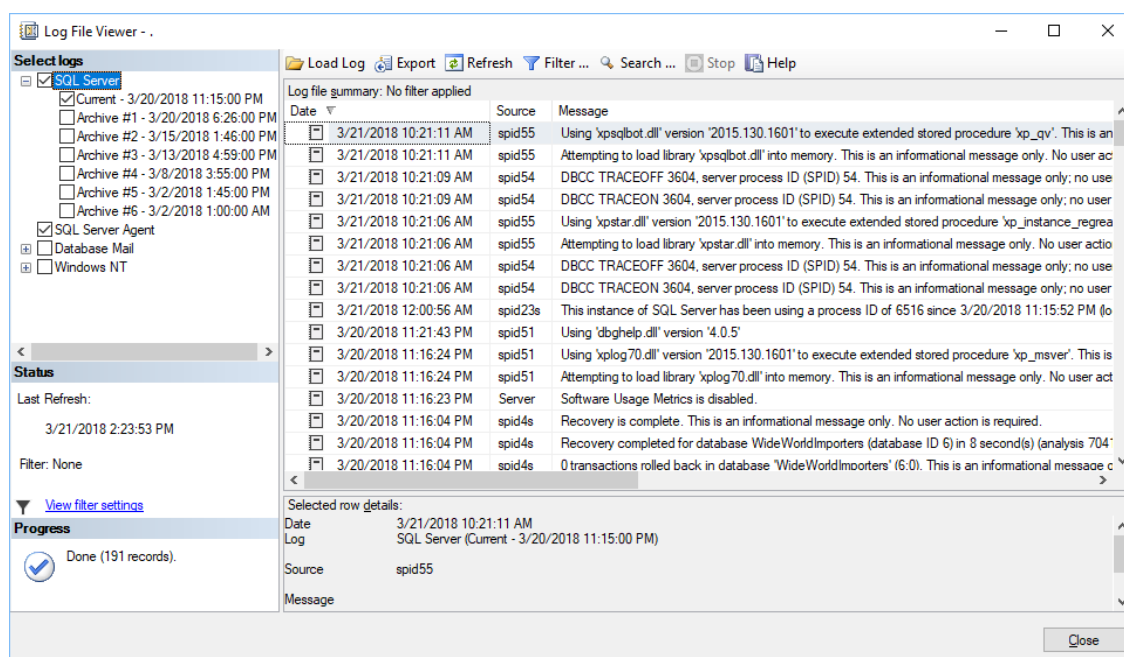 Log File Viewer - .
Select logs
SQL Server
Current - 3/20/2018 11:15:00 PM
Archive #1 - 3/20/2018 6:26:00 PM
Archive #2 - 3/15/2018 1:46:00 PM
Archive #3 - 3/13/2018 4:59:00 PM
Archive #4 - 3/8/2018 3:55:00 PM
Archive #5 - 3/2/2018 1:45:00 PM
Archive #6 - 3/2/2018 1:00:00 AM
SQL Server Agent
Database Mail
Windows NT
Status
Last Refresh:
3/21/2018 2:23:53 PM
Filter: None
View filter settings
Progress
Done (191 records).
Load Log Export Refresh Filter ... Search ... Stop Help
Log file summary: No filter applied
Date Source Message
3/21/2018 10:21:11 AM spid55 Using 'xpsqlbot.dll' version '2015.130.1601' to execute extended stored procedure 'xp_qv'. This is an
3/21/2018 10:21:11 AM spid55 Attempting to load library 'xpsqlbot.dll' into memory. This is an informational message only. No user act
3/21/2018 10:21:09 AM spid54 DBCC TRACEOFF 3604, server process ID (SPID) 54. This is an informational message only; no use
3/21/2018 10:21:09 AM spid54 DBCC TRACEON 3604, server process ID (SPID) 54. This is an informational message only; no user
3/21/2018 10:21:06 AM spid55 Using 'xpstar.dll' version '2015.130.1601' to execute extended stored procedure 'xp_instance_regrea
3/21/2018 10:21:06 AM spid55 Attempting to load library 'xpstar.dll' into memory. This is an informational message only. No user actio
3/21/2018 10:21:06 AM spid54 DBCC TRACEOFF 3604, server process ID (SPID) 54. This is an informational message only; no use
3/21/2018 10:21:06 AM spid54 DBCC TRACEON 3604, server process ID (SPID) 54. This is an informational message only; no user
3/21/2018 12:00:56 AM spid23s This instance of SQL Server has been using a process ID of 6516 since 3/20/2018 11:15:52 PM (lo
3/20/2018 11:21:43 PM spid51 Using 'dbghelp.dll' version '4.0.5'
3/20/2018 11:16:24 PM spid51 Using 'xplog70.dll' version '2015.130.1601' to execute extended stored procedure 'xp_msver'. This is
3/20/2018 11:16:24 PM spid51 Attempting to load library 'xplog70.dll' into memory. This is an informational message only. No user act
3/20/2018 11:16:23 PM Server Software Usage Metrics is disabled.
3/20/2018 11:16:04 PM spid4s Recovery is complete. This is an informational message only. No user action is required.
3/20/2018 11:16:04 PM spid4s Recovery completed for database WideWorldImporters (database ID 6) in 8 second(s) (analysis 7041
3/20/2018 11:16:04 PM spid4s 0 transactions rolled back in database 'WideWorldImporters' (6:0). This is an informational message o
Selected row details:
Date 3/21/2018 10:21:11 AM
Log SQL Server (Current - 3/20/2018 11:15:00 PM)
Source spid55
Message
Close